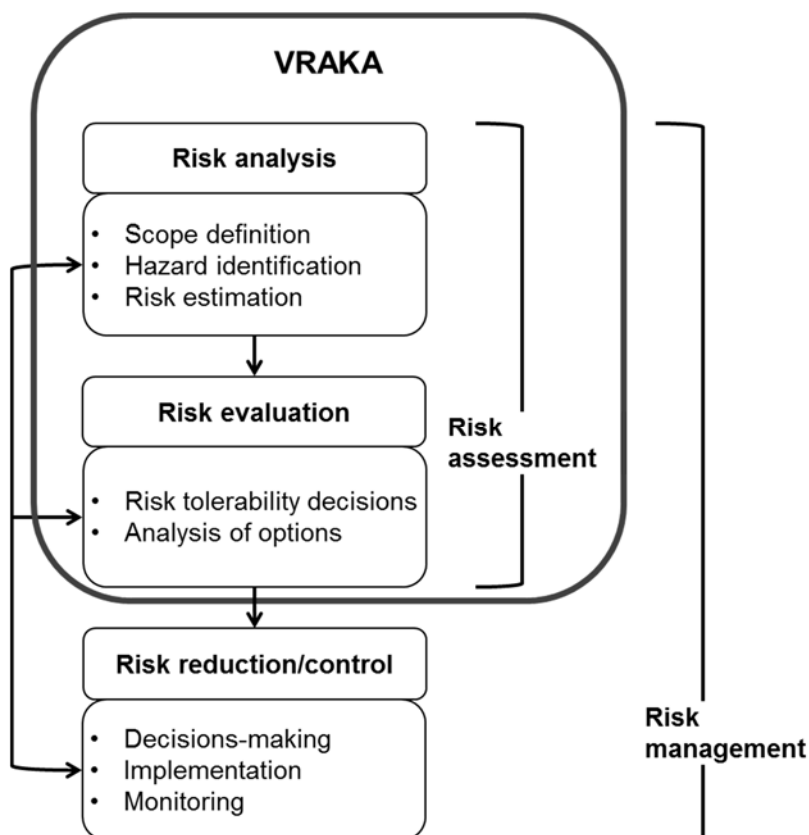 VRAKA
Risk analysis
• Scope definition
• Hazard identification
• Risk estimation
Risk evaluation
• Risk tolerability decisions
• Analysis of options
Risk
assessment
Risk reduction/control
• Decisions-making
• Implementation
• Monitoring
Risk
management